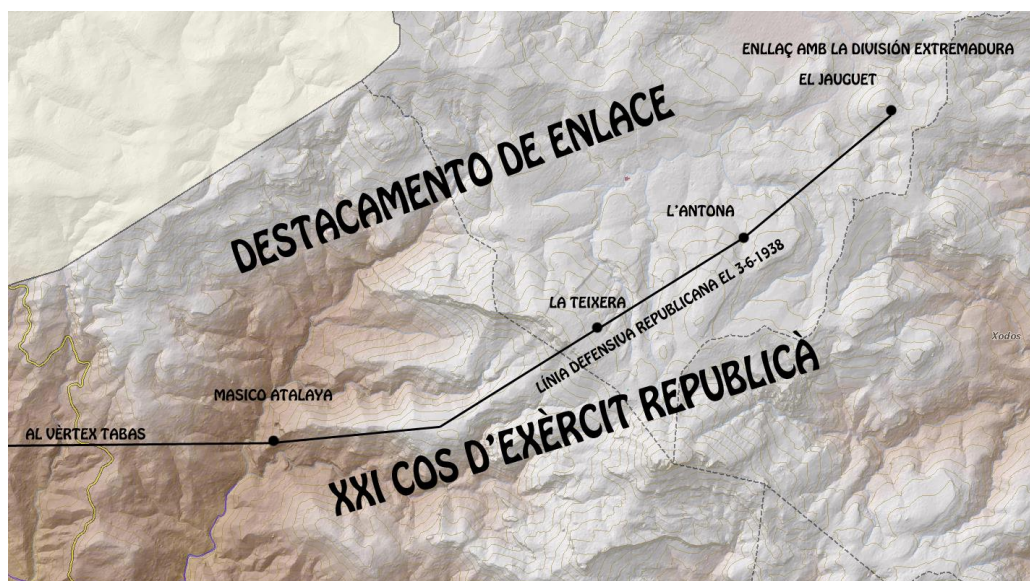 ENLLAÇ AMB LA DIVISIÓN EXTREMADURA
EL JAUGUET
DESTACAMENTO DE ENLACE
L'ANTONA
LA TEIXERA
LÍNIA DEFENSIVA REPUBLICANA EL 3-6-1938
Xodos
MASICO ATALAYA
XXI COS D'EXÈRCIT REPUBLICÀ
AL VÈRTEX TABAS